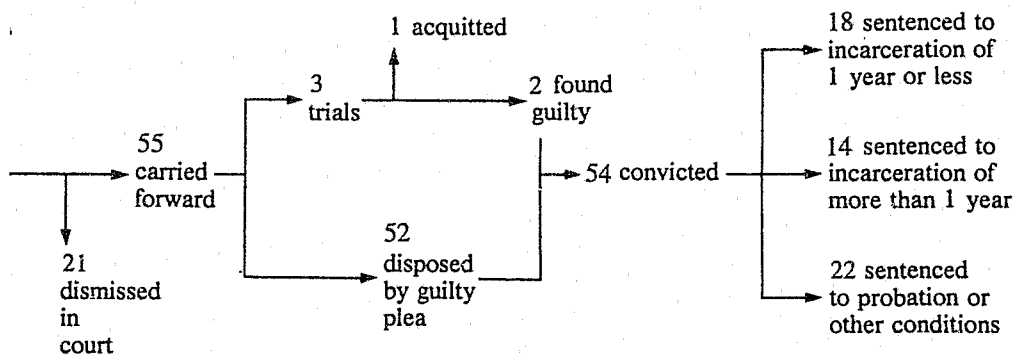 55
carried
forward
21
dismissed
in
court
3
trials
1 acquitted
2 found
guilty
52
disposed
by guilty
plea
54 convicted
18 sentenced to
incarceration of
1 year or less
14 sentenced to
incarceration of
more than 1 year
22 sentenced
to probation or
other conditions